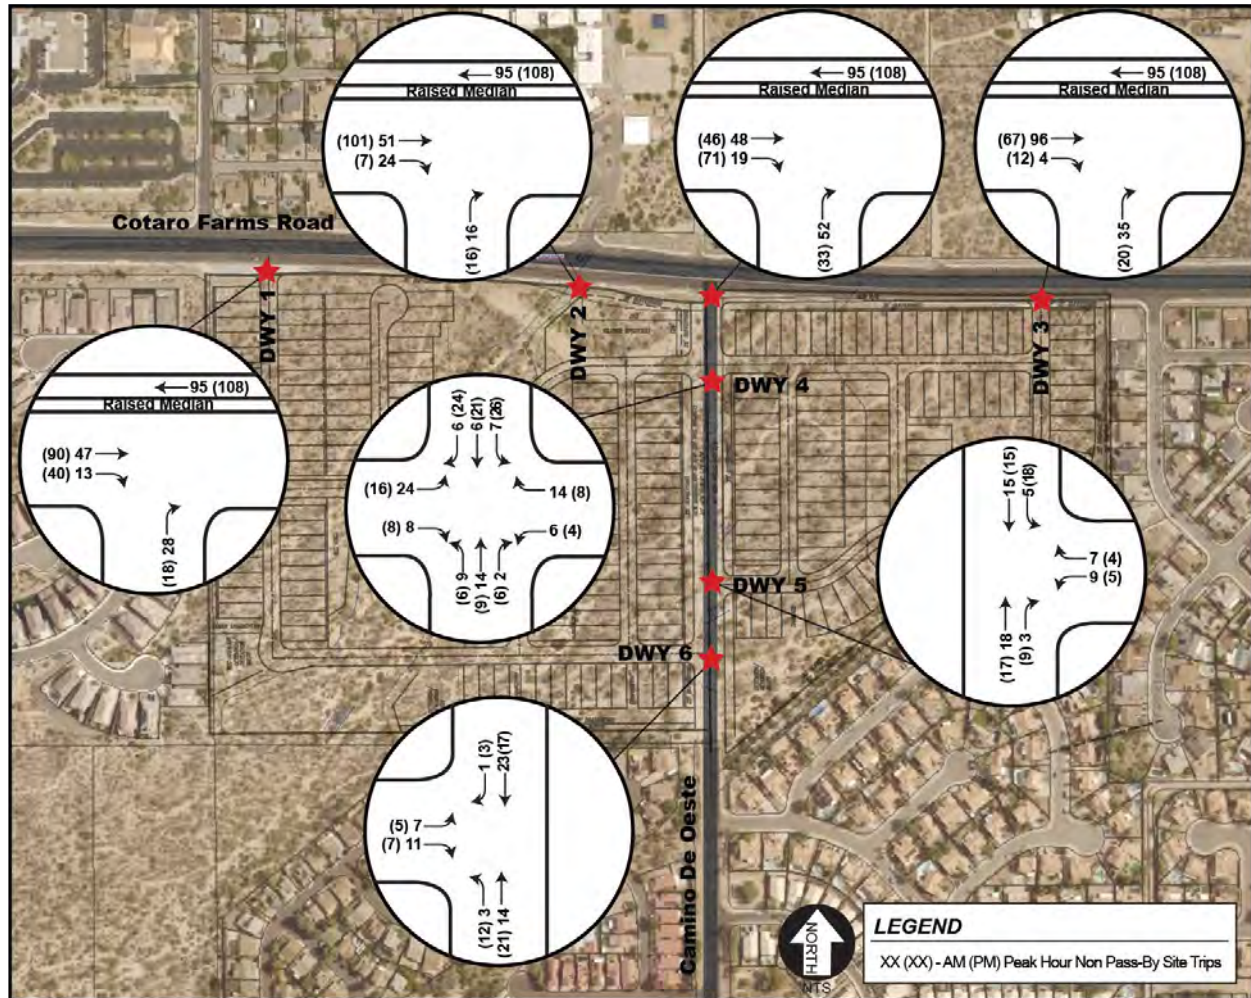 95 (108)
Raised Median
(101) 51
(7) 24
(16) 16
95 (108)
Raised Median
(46) 48
(71) 19
(33) 52
95 (108)
Raised Median
(67) 96
(12) 4
(20) 35
Cotaro Farms Road
DWY 1
DWY 2
DWY 3
95 (108)
Raised Median
(90) 47
(40) 13
(18) 28
DWY 4
6 (24)
6 (21)
7 (26)
(16) 24
14 (8)
(8) 8
6 (4)
(6) 9
(9) 14
(6) 2
DWY 5
15 (15)
5 (18)
7 (4)
9 (5)
(17) 18
(9) 3
DWY 6
1 (3)
23(17)
(5) 7
(7) 11
(12) 3
(21) 14
Camino De Oeste
NORTH
NTS
LEGEND
XX (XX) - AM (PM) Peak Hour Non Pass-By Site Trips